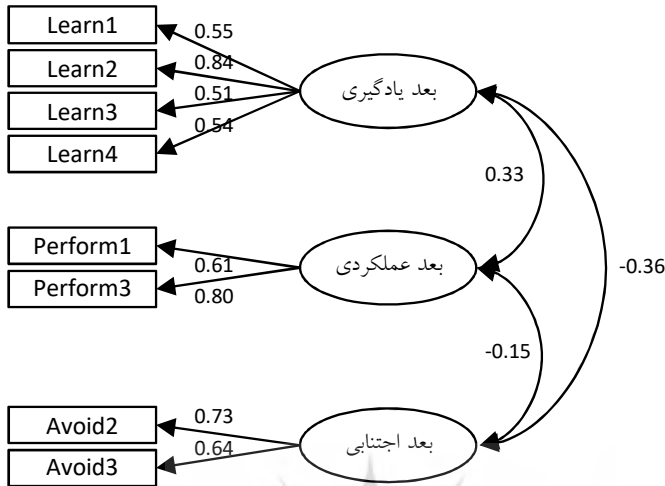 Learn1
0.55
Learn2
0.84
Learn3
0.51
Learn4
0.54
بعد یادگیری
0.33
Perform1
0.61
Perform3
0.80
بعد عملکردی
-0.36
-0.15
Avoid2
0.73
Avoid3
0.64
بعد اجتنابی